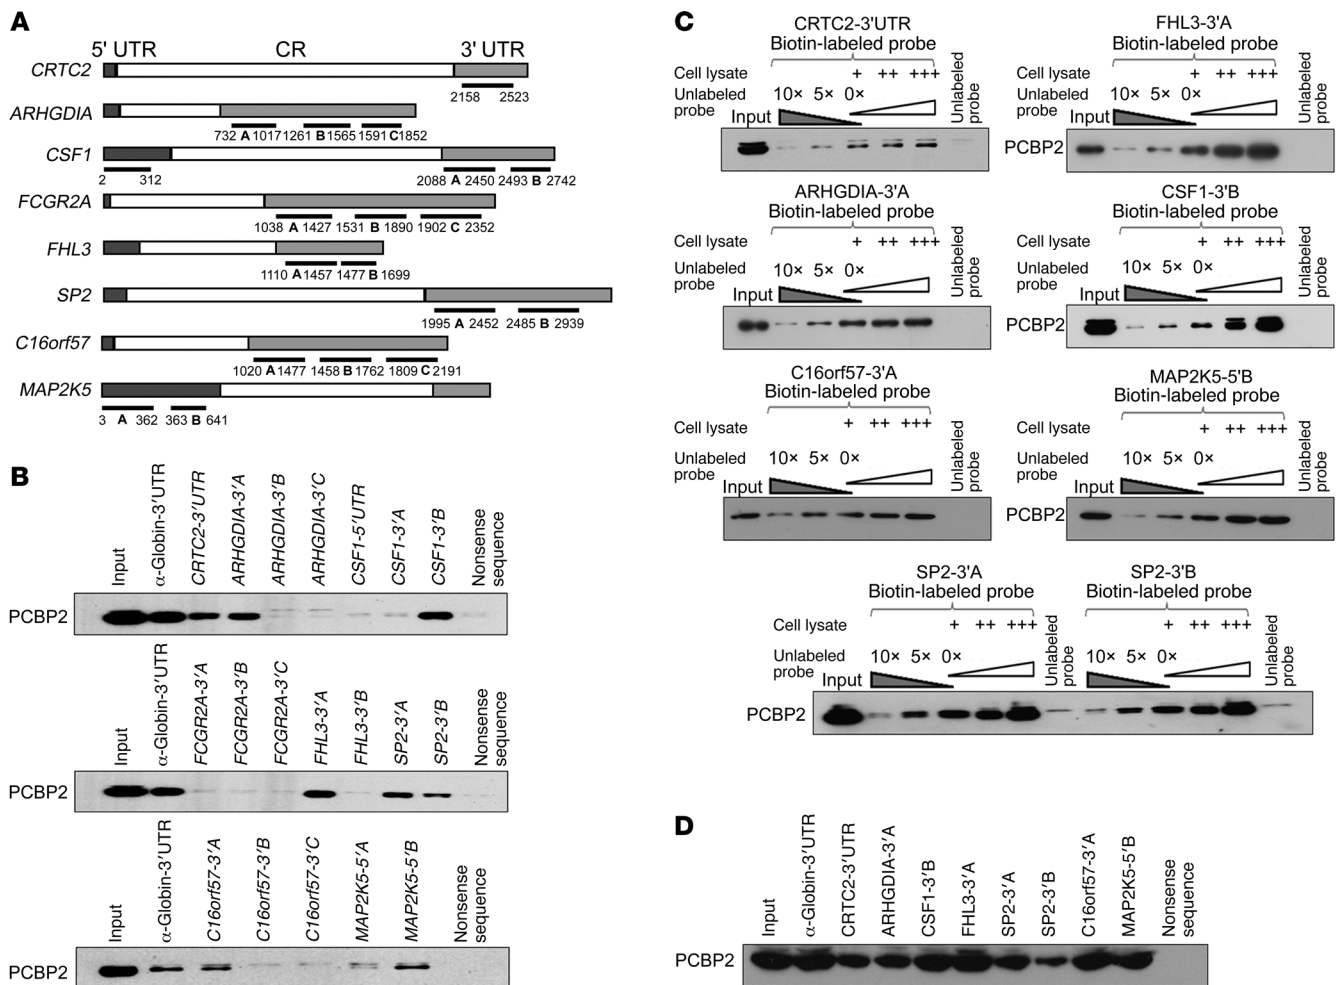 A
5' UTR CR 3' UTR
CRTC2
2158 2523
ARHGDIA
732 A 1017 1261 B 1565 1591 C 1852
CSF1
2 312 2088 A 2450 2493 B 2742
FCGR2A
1038 A 1427 1531 B 1890 1902 C 2352
FHL3
1110 A 1457 1477 B 1699
SP2
1995 A 2452 2485 B 2939
C16orf57
1020 A 1477 1458 B 1762 1809 C 2191
MAP2K5
3 A 362 363 B 641
B
Input
α-Globin-3'UTR
CRTC2-3'UTR
ARHGDIA-3'A
ARHGDIA-3'B
ARHGDIA-3'C
CSF1-5'UTR
CSF1-3'A
CSF1-3'B
Nonsense
sequence
PCBP2
Input
α-Globin-3'UTR
FCGR2A-3'A
FCGR2A-3'B
FCGR2A-3'C
FHL3-3'A
FHL3-3'B
SP2-3'A
SP2-3'B
Nonsense
sequence
PCBP2
Input
α-Globin-3'UTR
C16orf57-3'A
C16orf57-3'B
C16orf57-3'C
MAP2K5-5'A
MAP2K5-5'B
Nonsense
sequence
PCBP2
C
CRTC2-3'UTR
Biotin-labeled probe
Cell lysate + ++ +++
Unlabeled
probe
10× 5× 0×
Input
Unlabeled
probe
FHL3-3'A
Biotin-labeled probe
Cell lysate + ++ +++
Unlabeled
probe
10× 5× 0×
Input
Unlabeled
probe
PCBP2
ARHGDIA-3'A
Biotin-labeled probe
Cell lysate + ++ +++
Unlabeled
probe
10× 5× 0×
Input
Unlabeled
probe
CSF1-3'B
Biotin-labeled probe
Cell lysate + ++ +++
Unlabeled
probe
10× 5× 0×
Input
Unlabeled
probe
PCBP2
C16orf57-3'A
Biotin-labeled probe
Cell lysate + ++ +++
Unlabeled
probe
10× 5× 0×
Input
Unlabeled
probe
MAP2K5-5'B
Biotin-labeled probe
Cell lysate + ++ +++
Unlabeled
probe
10× 5× 0×
Input
Unlabeled
probe
PCBP2
SP2-3'A
Biotin-labeled probe
Cell lysate + ++ +++
Unlabeled
probe
10× 5× 0×
Input
Unlabeled
probe
SP2-3'B
Biotin-labeled probe
+ ++ +++
10× 5× 0×
Unlabeled
probe
PCBP2
D
Input
α-Globin-3'UTR
CRTC2-3'UTR
ARHGDIA-3'A
CSF1-3'B
FHL3-3'A
SP2-3'A
SP2-3'B
C16orf57-3'A
MAP2K5-5'B
Nonsense
sequence
PCBP2